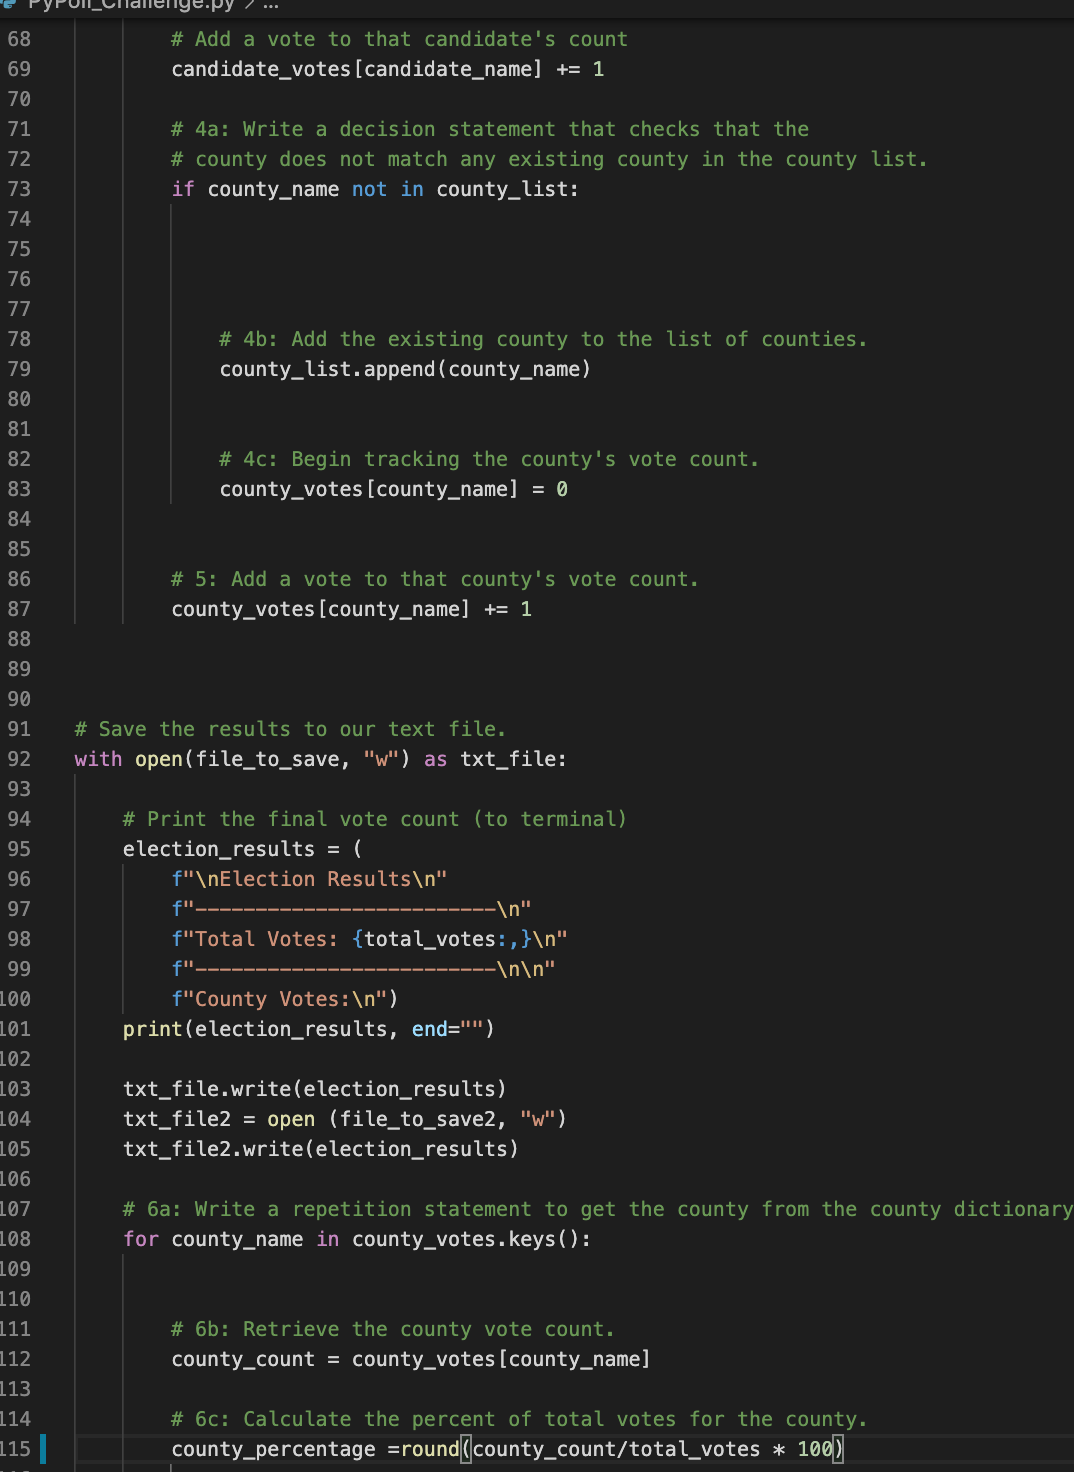 PyPoll_Challenge.py > ...
68 # Add a vote to that candidate's count
69 candidate_votes[candidate_name] += 1
70
71 # 4a: Write a decision statement that checks that the
72 # county does not match any existing county in the county list.
73 if county_name not in county_list:
74
75
76
77
78 # 4b: Add the existing county to the list of counties.
79 county_list.append(county_name)
80
81
82 # 4c: Begin tracking the county's vote count.
83 county_votes[county_name] = 0
84
85
86 # 5: Add a vote to that county's vote count.
87 county_votes[county_name] += 1
88
89
90
91 # Save the results to our text file.
92 with open(file_to_save, "w") as txt_file:
93
94 # Print the final vote count (to terminal)
95 election_results = (
96 f"\nElection Results\n"
97 f"-------------------------\n"
98 f"Total Votes: {total_votes:,}\n"
99 f"-------------------------\n\n"
100 f"County Votes:\n")
101 print(election_results, end="")
102
103 txt_file.write(election_results)
104 txt_file2 = open (file_to_save2, "w")
105 txt_file2.write(election_results)
106
107 # 6a: Write a repetition statement to get the county from the county dictionary
108 for county_name in county_votes.keys():
109
110
111 # 6b: Retrieve the county vote count.
112 county_count = county_votes[county_name]
113
114 # 6c: Calculate the percent of total votes for the county.
115 county_percentage =round(county_count/total_votes * 100)